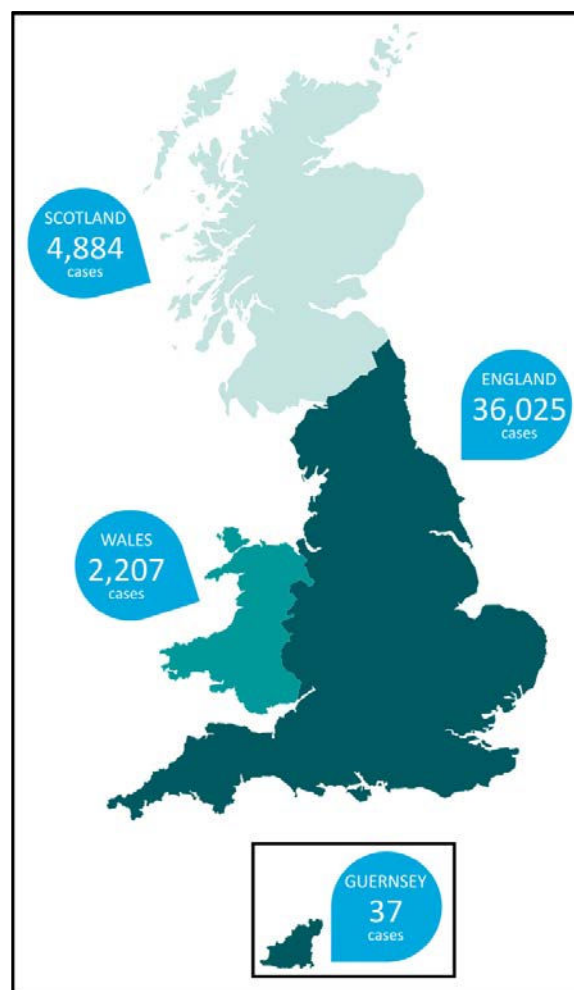 SCOTLAND
4,884
cases
ENGLAND
36,025
cases
WALES
2,207
cases
GUERNSEY
37
cases